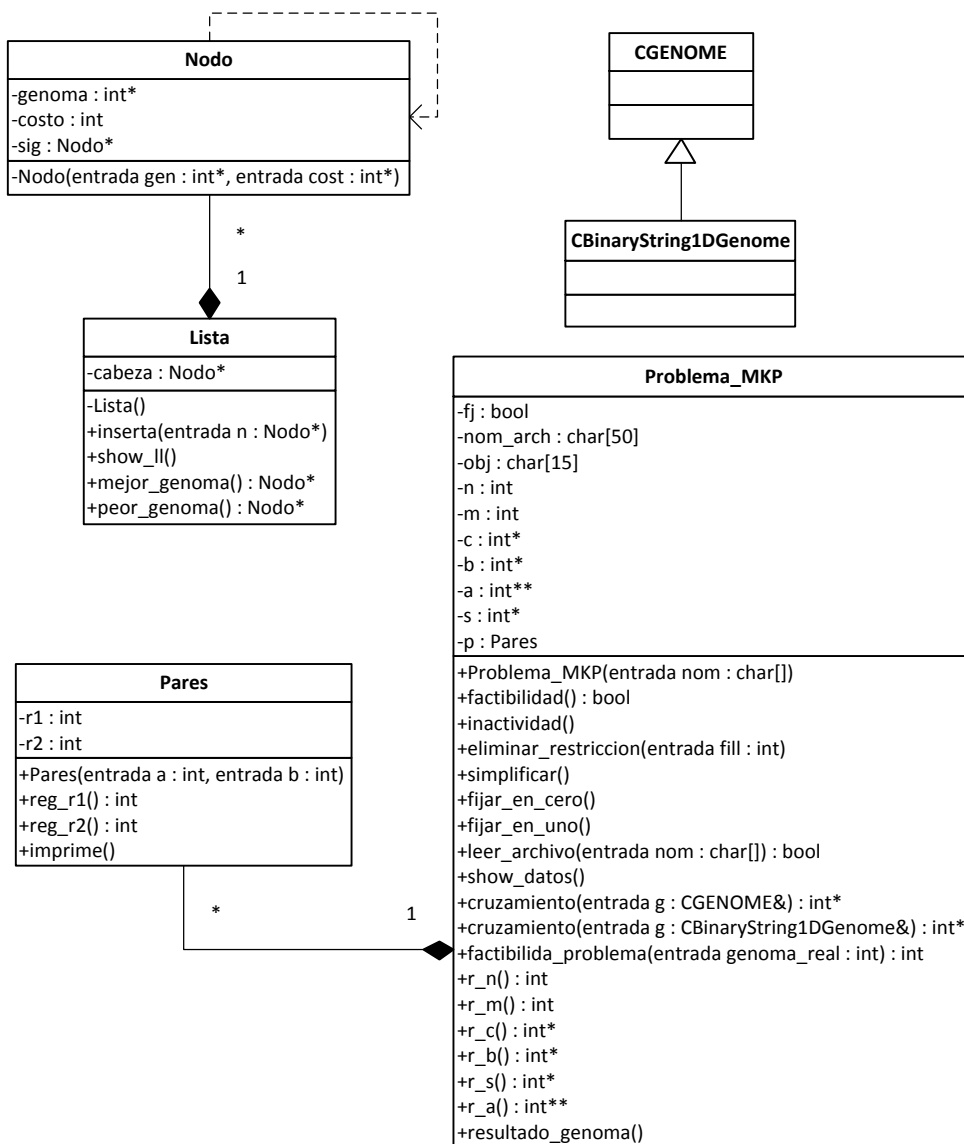 Nodo
-genoma : int*
-costo : int
-sig : Nodo*
-Nodo(entrada gen : int*, entrada cost : int*)
*
1
Lista
-cabeza : Nodo*
-Lista()
+inserta(entrada n : Nodo*)
+show_ll()
+mejor_genoma() : Nodo*
+peor_genoma() : Nodo*
CGENOME
CBinaryString1DGenome
Pares
-r1 : int
-r2 : int
+Pares(entrada a : int, entrada b : int)
+reg_r1() : int
+reg_r2() : int
+imprime()
*
1
Problema_MKP
-fj : bool
-nom_arch : char[50]
-obj : char[15]
-n : int
-m : int
-c : int*
-b : int*
-a : int**
-s : int*
-p : Pares
+Problema_MKP(entrada nom : char[])
+factibilidad() : bool
+inactividad()
+eliminar_restriccion(entrada fill : int)
+simplificar()
+fijar_en_cero()
+fijar_en_uno()
+leer_archivo(entrada nom : char[]) : bool
+show_datos()
+cruzamiento(entrada g : CGENOME&) : int*
+cruzamiento(entrada g : CBinaryString1DGenome&) : int*
+factibilida_problema(entrada genoma_real : int) : int
+r_n() : int
+r_m() : int
+r_c() : int*
+r_b() : int*
+r_s() : int*
+r_a() : int**
+resultado_genoma()